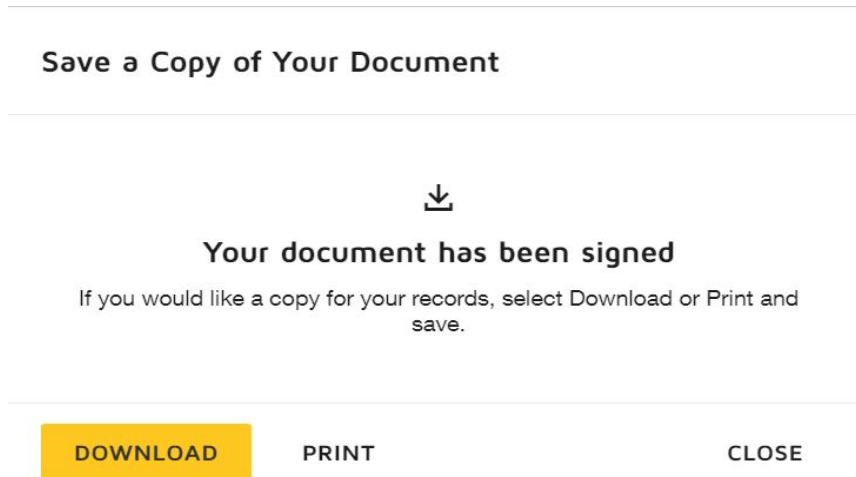 Save a Copy of Your Document
Your document has been signed
If you would like a copy for your records, select Download or Print and
save.
DOWNLOAD PRINT CLOSE